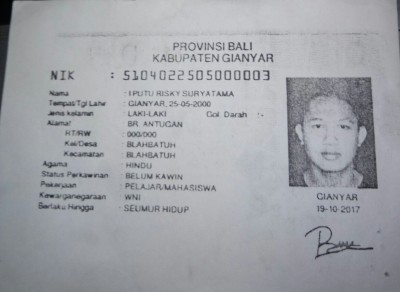 PROVINSI BALI
KABUPATEN GIANYAR
NIK : 5104022505000003
Nama : I PUTU RISKY SURYATAMA
Tempat/Tgl Lahir : GIANYAR, 25-05-2000
Jenis kelamin : LAKI-LAKI Gol. Darah : -
Alamat : BR. ANTUGAN
RT/RW : 000/000
Kel/Desa : BLAHBATUH
Kecamatan : BLAHBATUH
Agama : HINDU
Status Perkawinan : BELUM KAWIN
Pekerjaan : PELAJAR/MAHASISWA
Kewarganegaraan : WNI
Berlaku Hingga : SEUMUR HIDUP
GIANYAR
19-10-2017